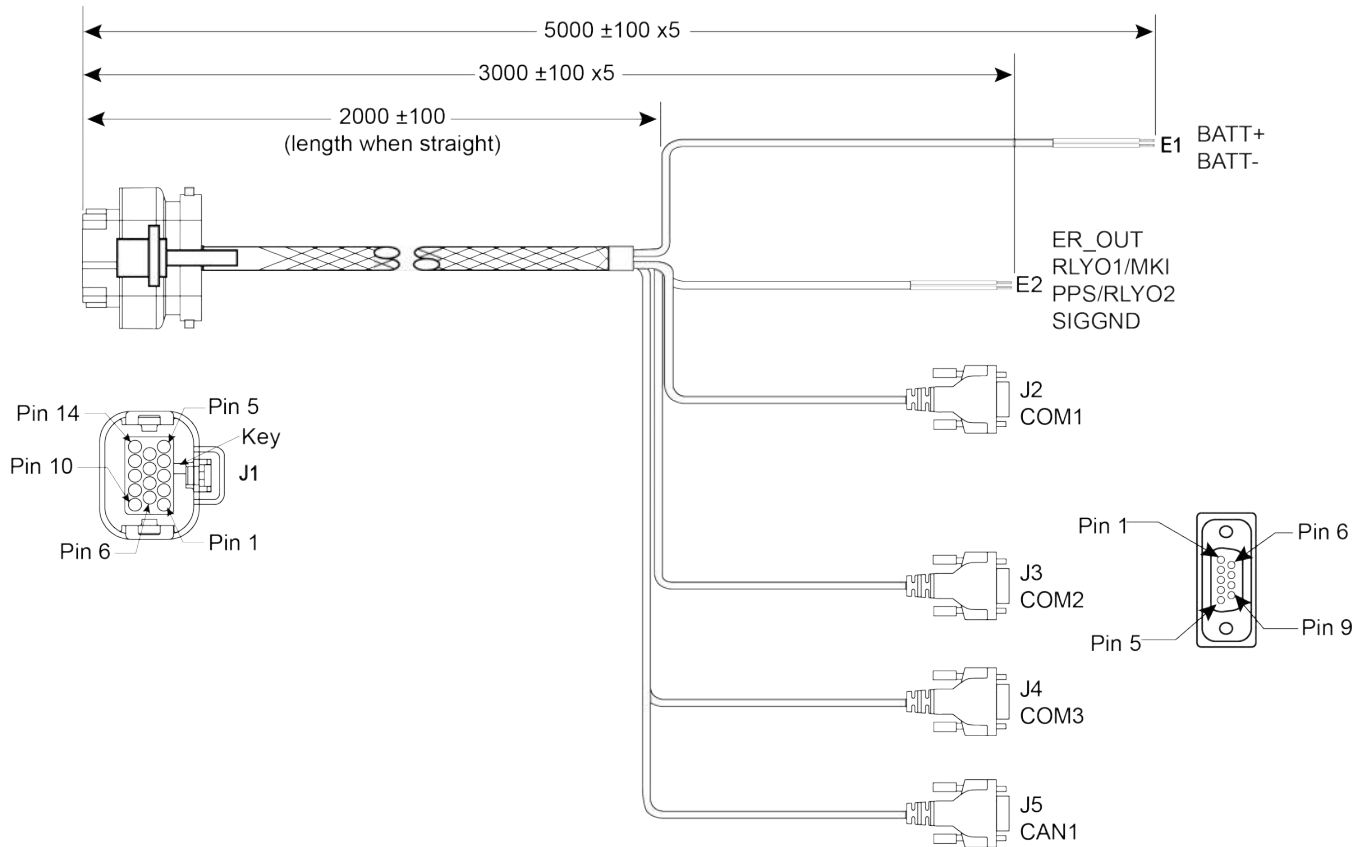 5000 ±100 x5
3000 ±100 x5
2000 ±100
(length when straight)
E1
BATT+
BATT-
E2
ER_OUT
RLYO1/MKI
PPS/RLYO2
SIGGND
J2
COM1
Pin 14
Pin 5
Key
Pin 10
J1
Pin 6
Pin 1
J3
COM2
Pin 1
Pin 6
Pin 5
Pin 9
J4
COM3
J5
CAN1